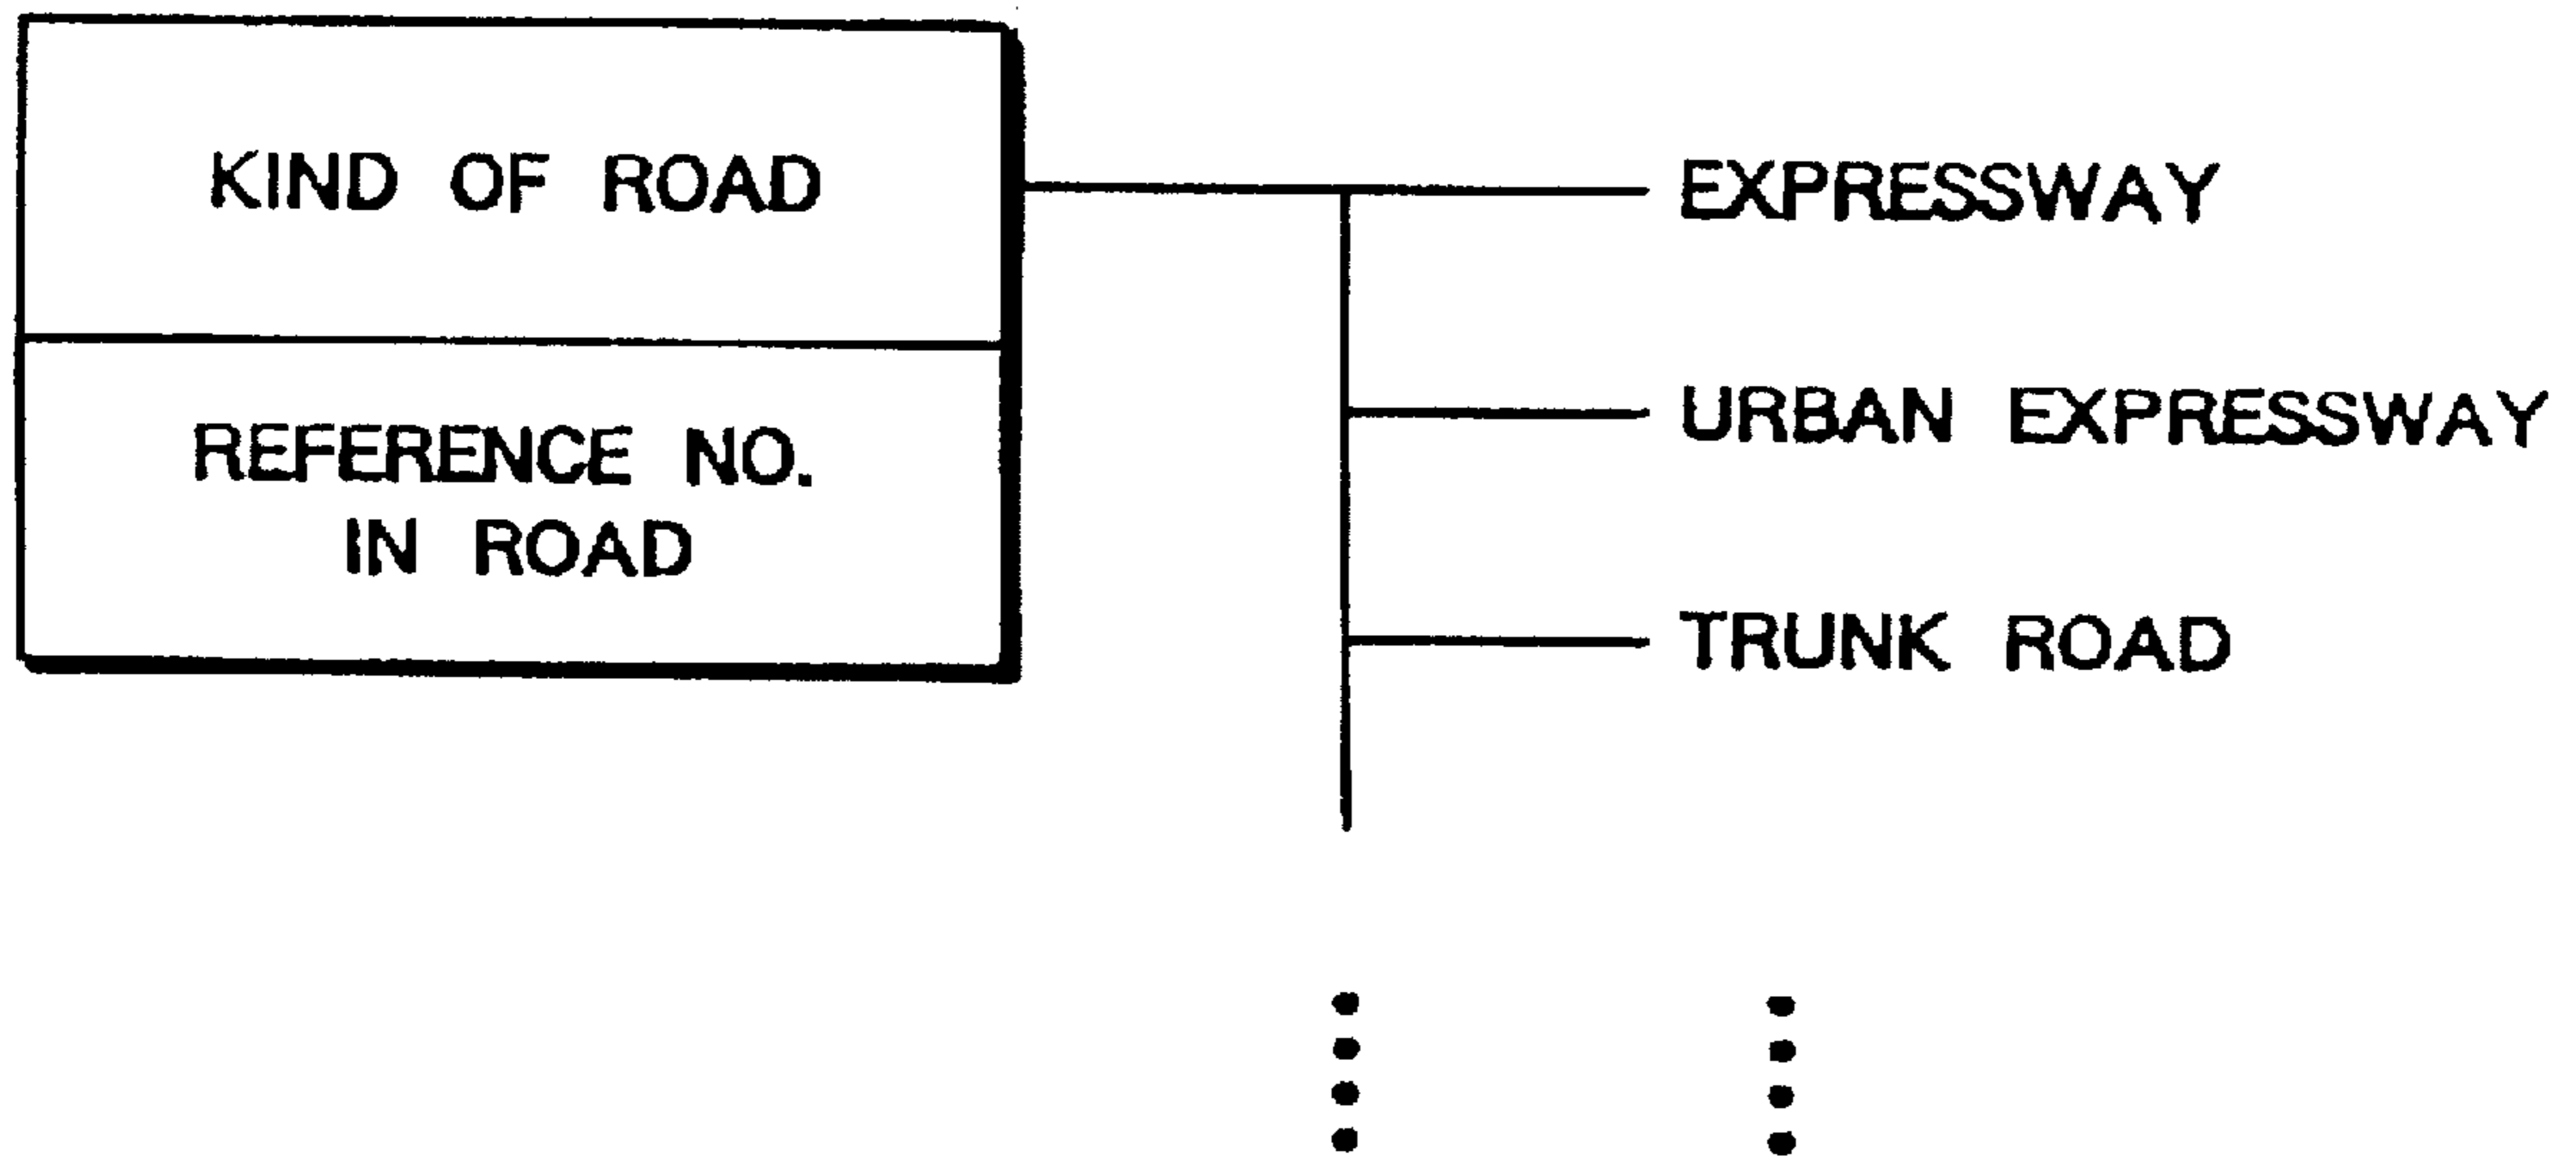 KIND OF ROAD
REFERENCE NO.
IN ROAD
EXPRESSWAY
URBAN EXPRESSWAY
TRUNK ROAD